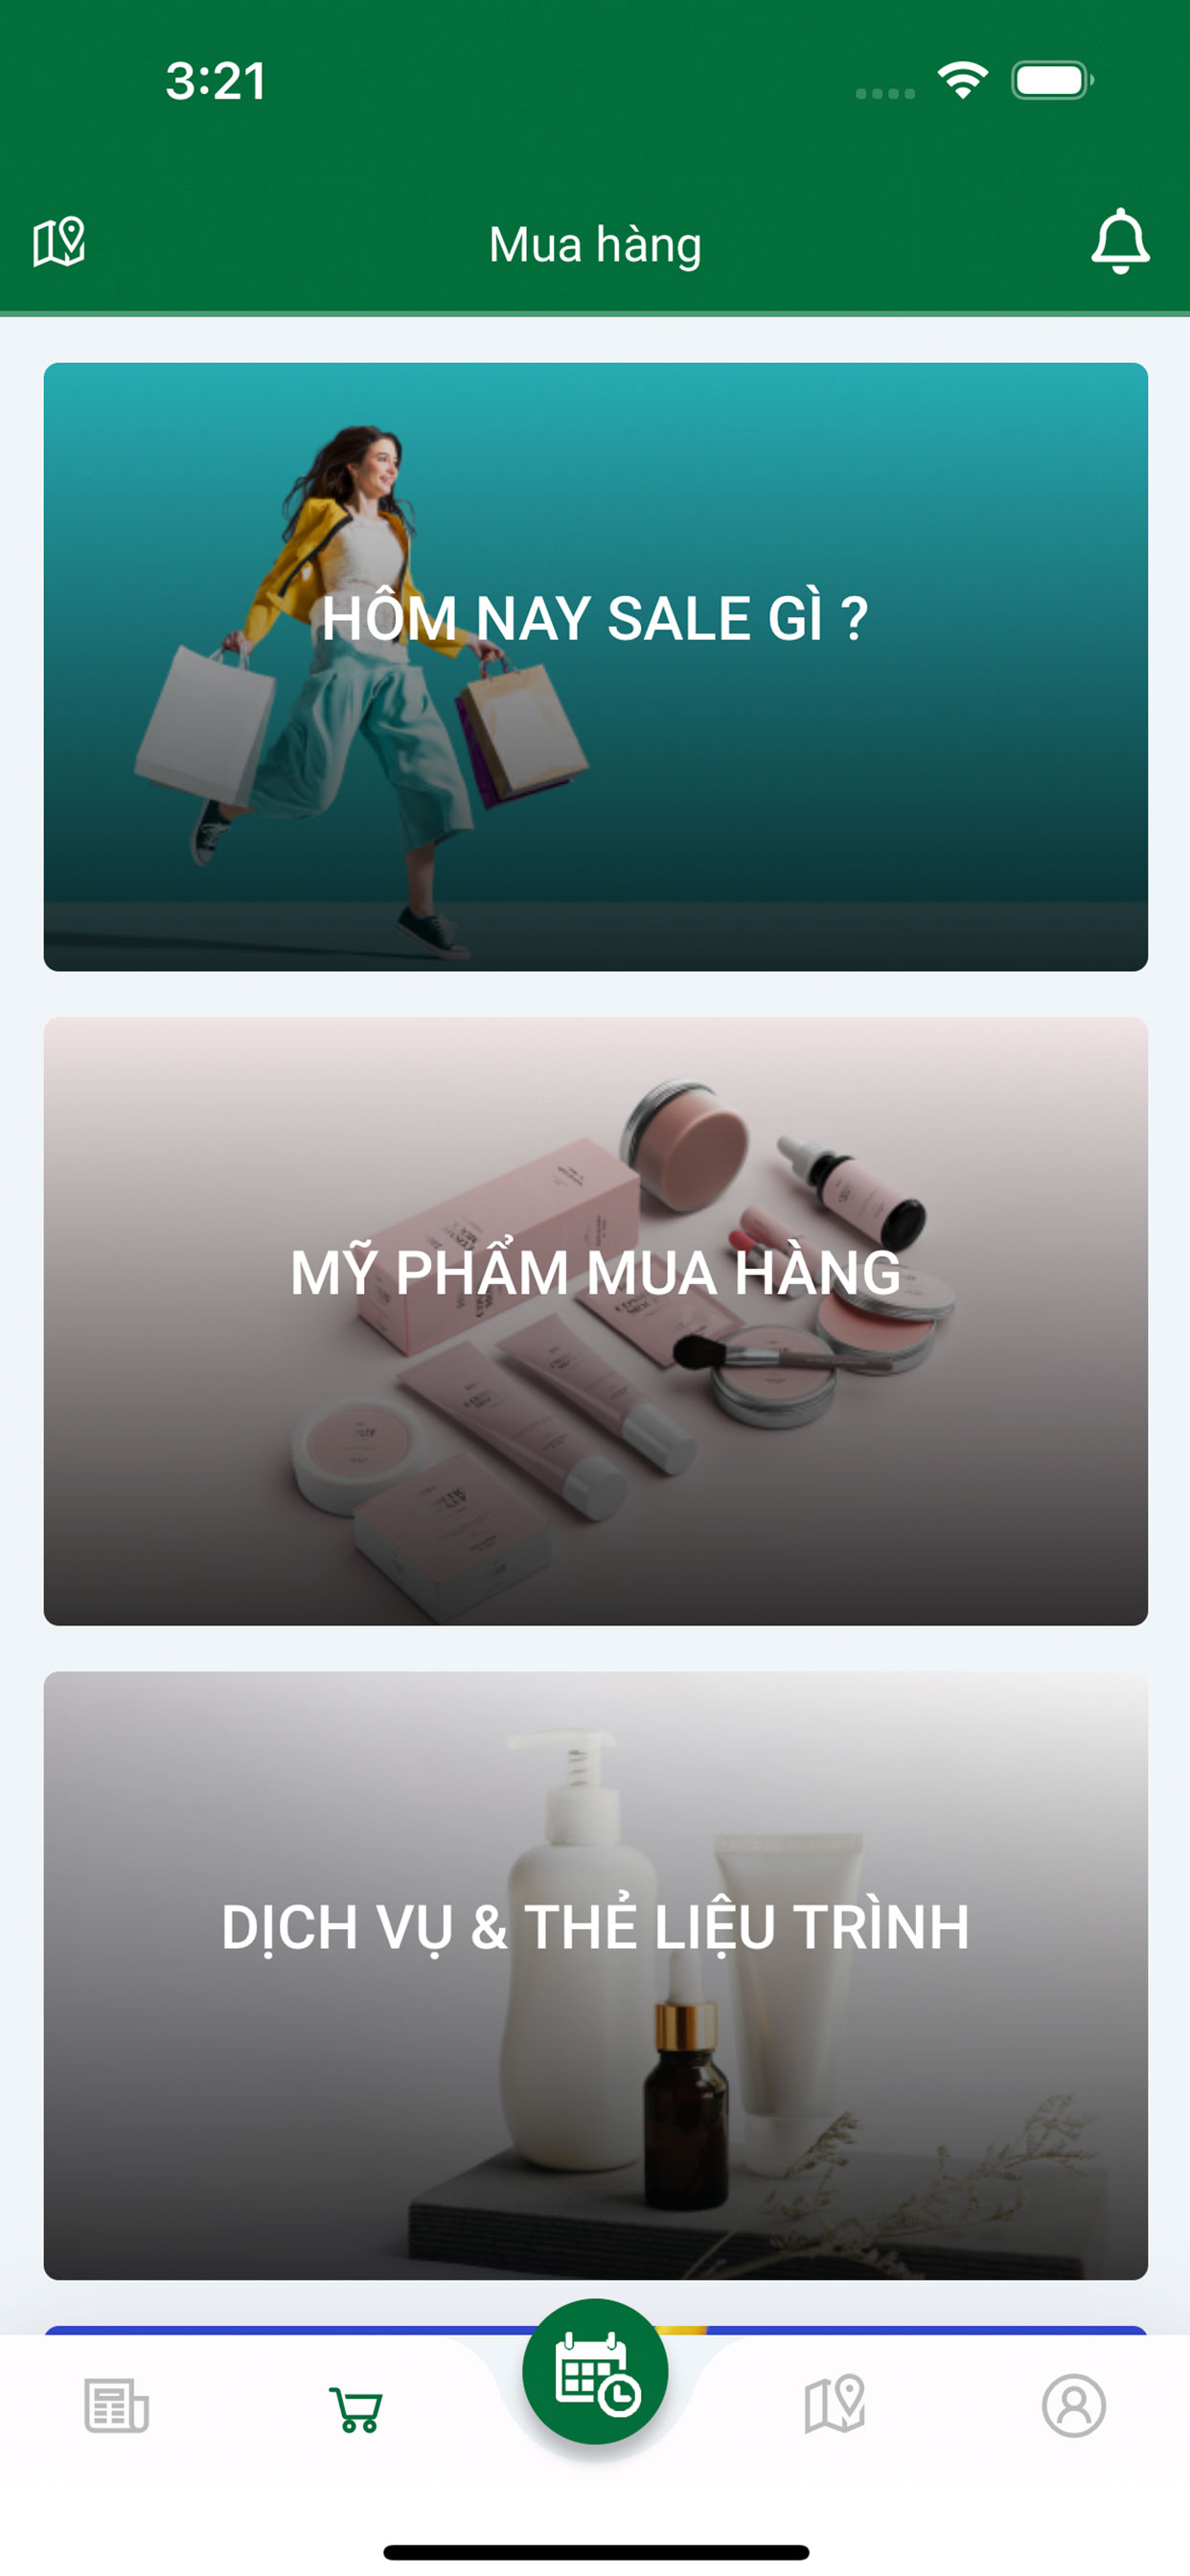 3:21
Mua hàng
HÔM NAY SALE GÌ ?
MỸ PHẨM MUA HÀNG
DỊCH VỤ & THẺ LIỆU TRÌNH